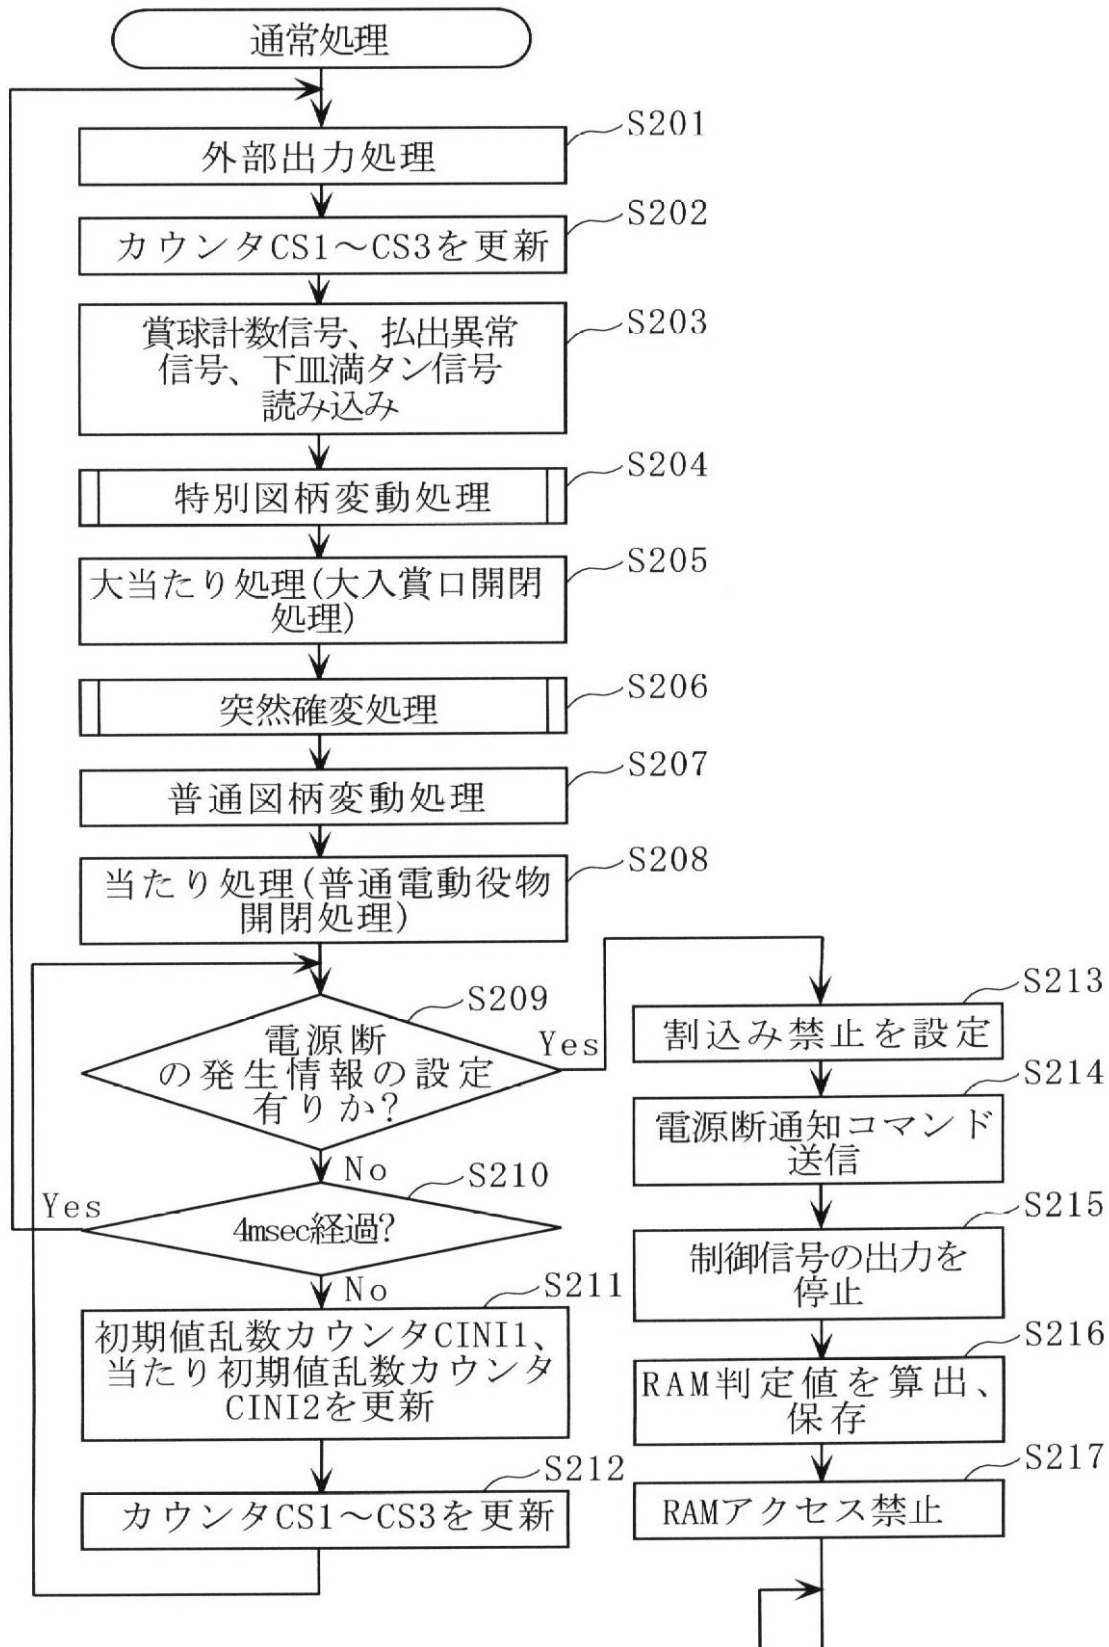 通常処理
S201
外部出力処理
S202
カウンタCS1～CS3を更新
S203
賞球計数信号、払出異常
信号、下皿満タン信号
読み込み
S204
特別図柄変動処理
S205
大当たり処理(大入賞口開閉
処理)
S206
突然確変処理
S207
普通図柄変動処理
S208
当たり処理(普通電動役物
開閉処理)
S209
電源断
の発生情報の設定
有りか?
Yes
No
S210
4msec経過?
Yes
No
S211
初期値乱数カウンタCINI1、
当たり初期値乱数カウンタ
CINI2を更新
S212
カウンタCS1～CS3を更新
S213
割込み禁止を設定
S214
電源断通知コマンド
送信
S215
制御信号の出力を
停止
S216
RAM判定値を算出、
保存
S217
RAMアクセス禁止